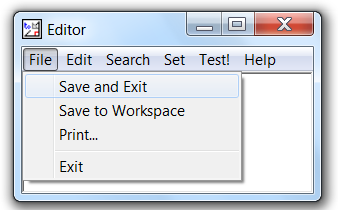 Editor
File Edit Search Set Test! Help
Save and Exit
Save to Workspace
Print...
Exit